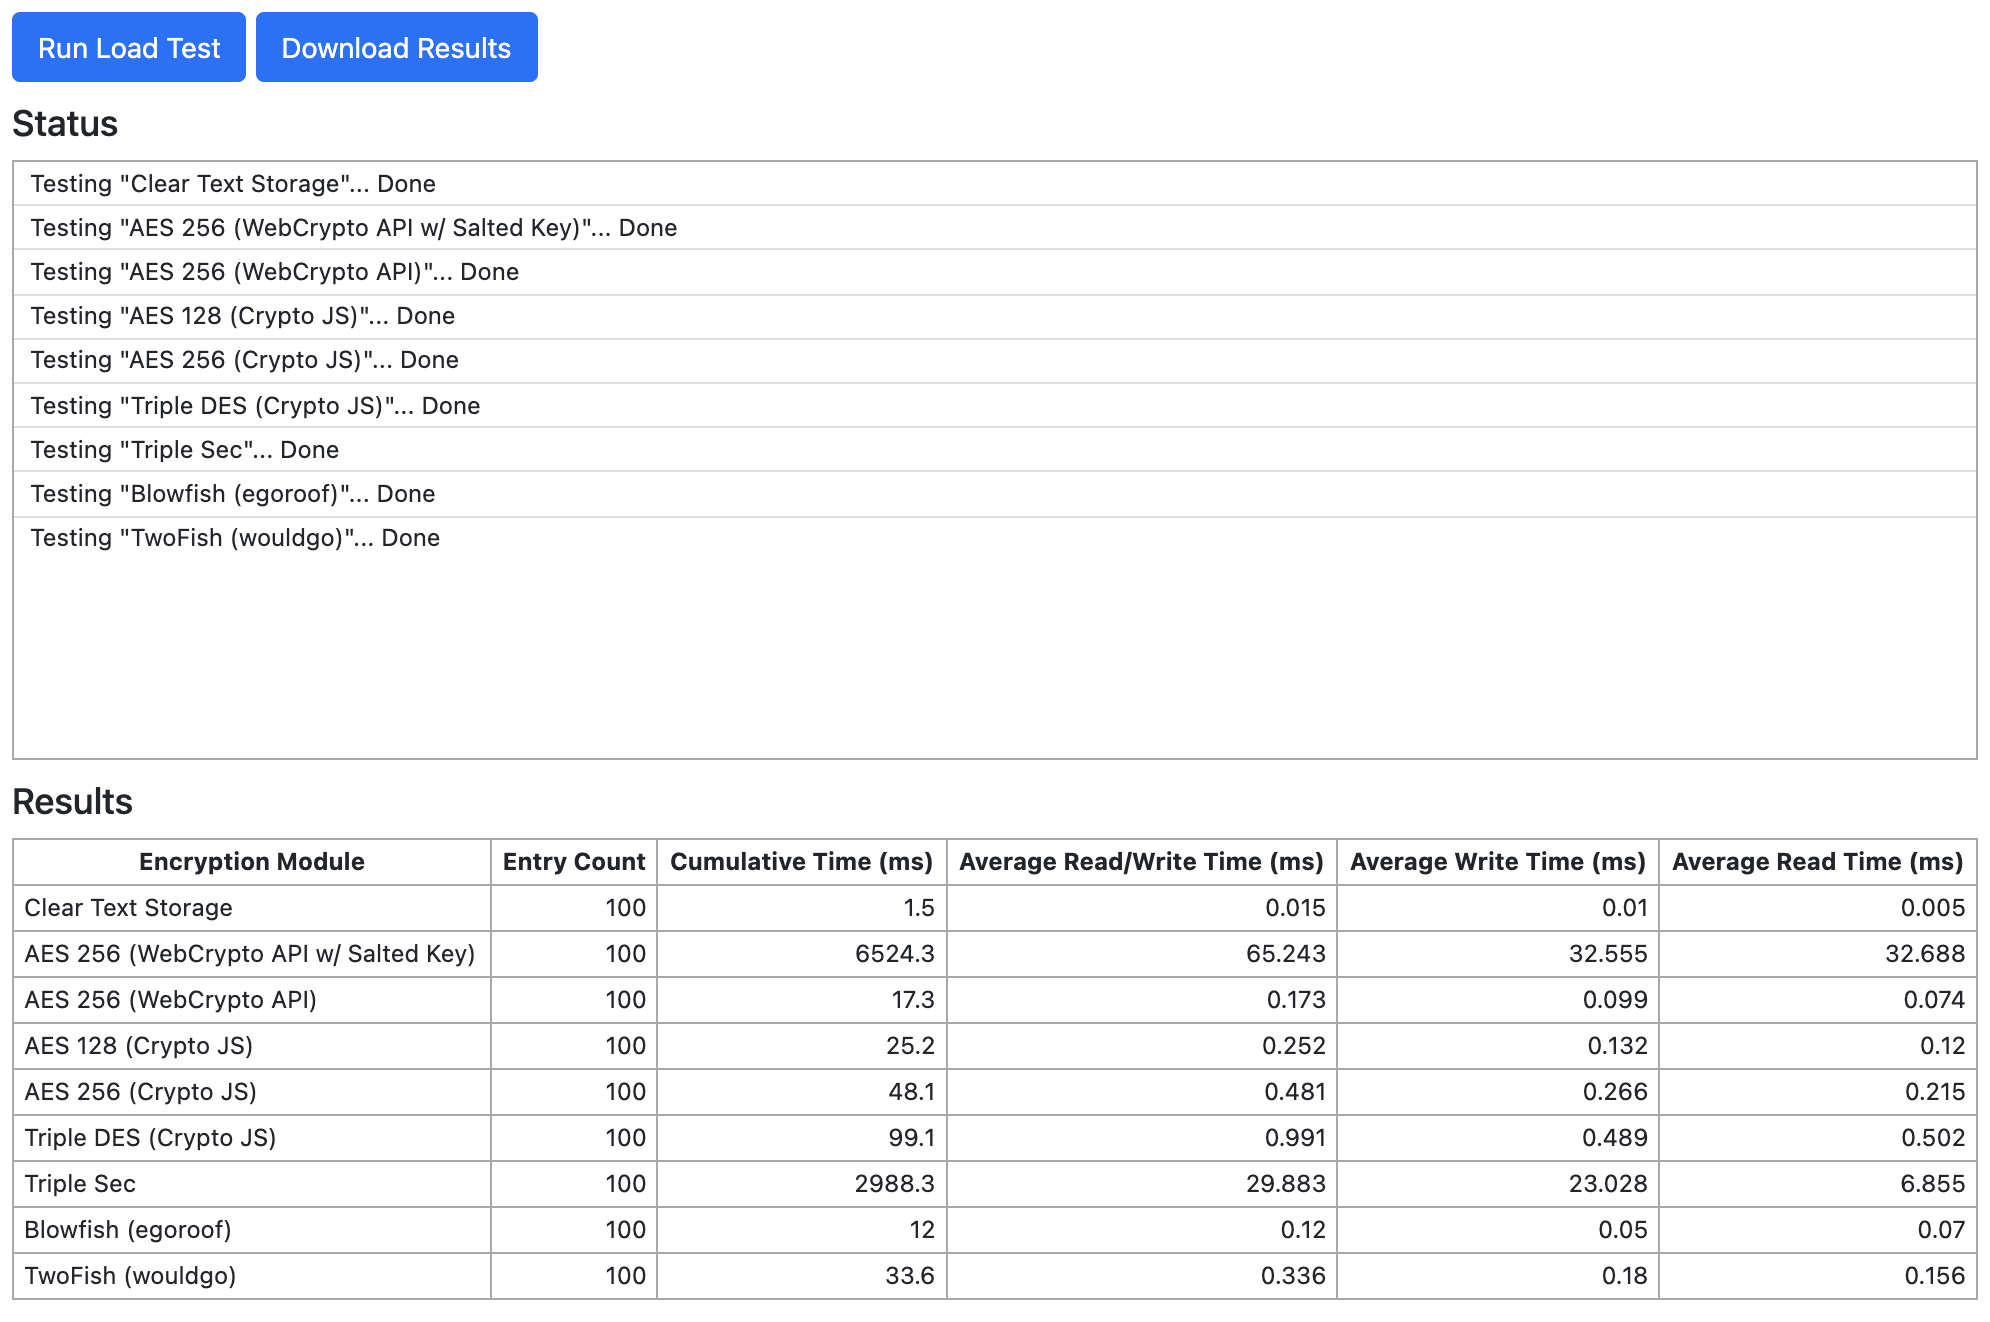 Run Load Test Download Results
Status
Testing "Clear Text Storage"... Done
Testing "AES 256 (WebCrypto API w/ Salted Key)"... Done
Testing "AES 256 (WebCrypto API)"... Done
Testing "AES 128 (Crypto JS)"... Done
Testing "AES 256 (Crypto JS)"... Done
Testing "Triple DES (Crypto JS)"... Done
Testing "Triple Sec"... Done
Testing "Blowfish (egoroof)"... Done
Testing "TwoFish (wouldgo)"... Done
Results
Encryption Module Entry Count Cumulative Time (ms) Average Read/Write Time (ms) Average Write Time (ms) Average Read Time (ms)
Clear Text Storage 100 1.5 0.015 0.01 0.005
AES 256 (WebCrypto API w/ Salted Key) 100 6524.3 65.243 32.555 32.688
AES 256 (WebCrypto API) 100 17.3 0.173 0.099 0.074
AES 128 (Crypto JS) 100 25.2 0.252 0.132 0.12
AES 256 (Crypto JS) 100 48.1 0.481 0.266 0.215
Triple DES (Crypto JS) 100 99.1 0.991 0.489 0.502
Triple Sec 100 2988.3 29.883 23.028 6.855
Blowfish (egoroof) 100 12 0.12 0.05 0.07
TwoFish (wouldgo) 100 33.6 0.336 0.18 0.156